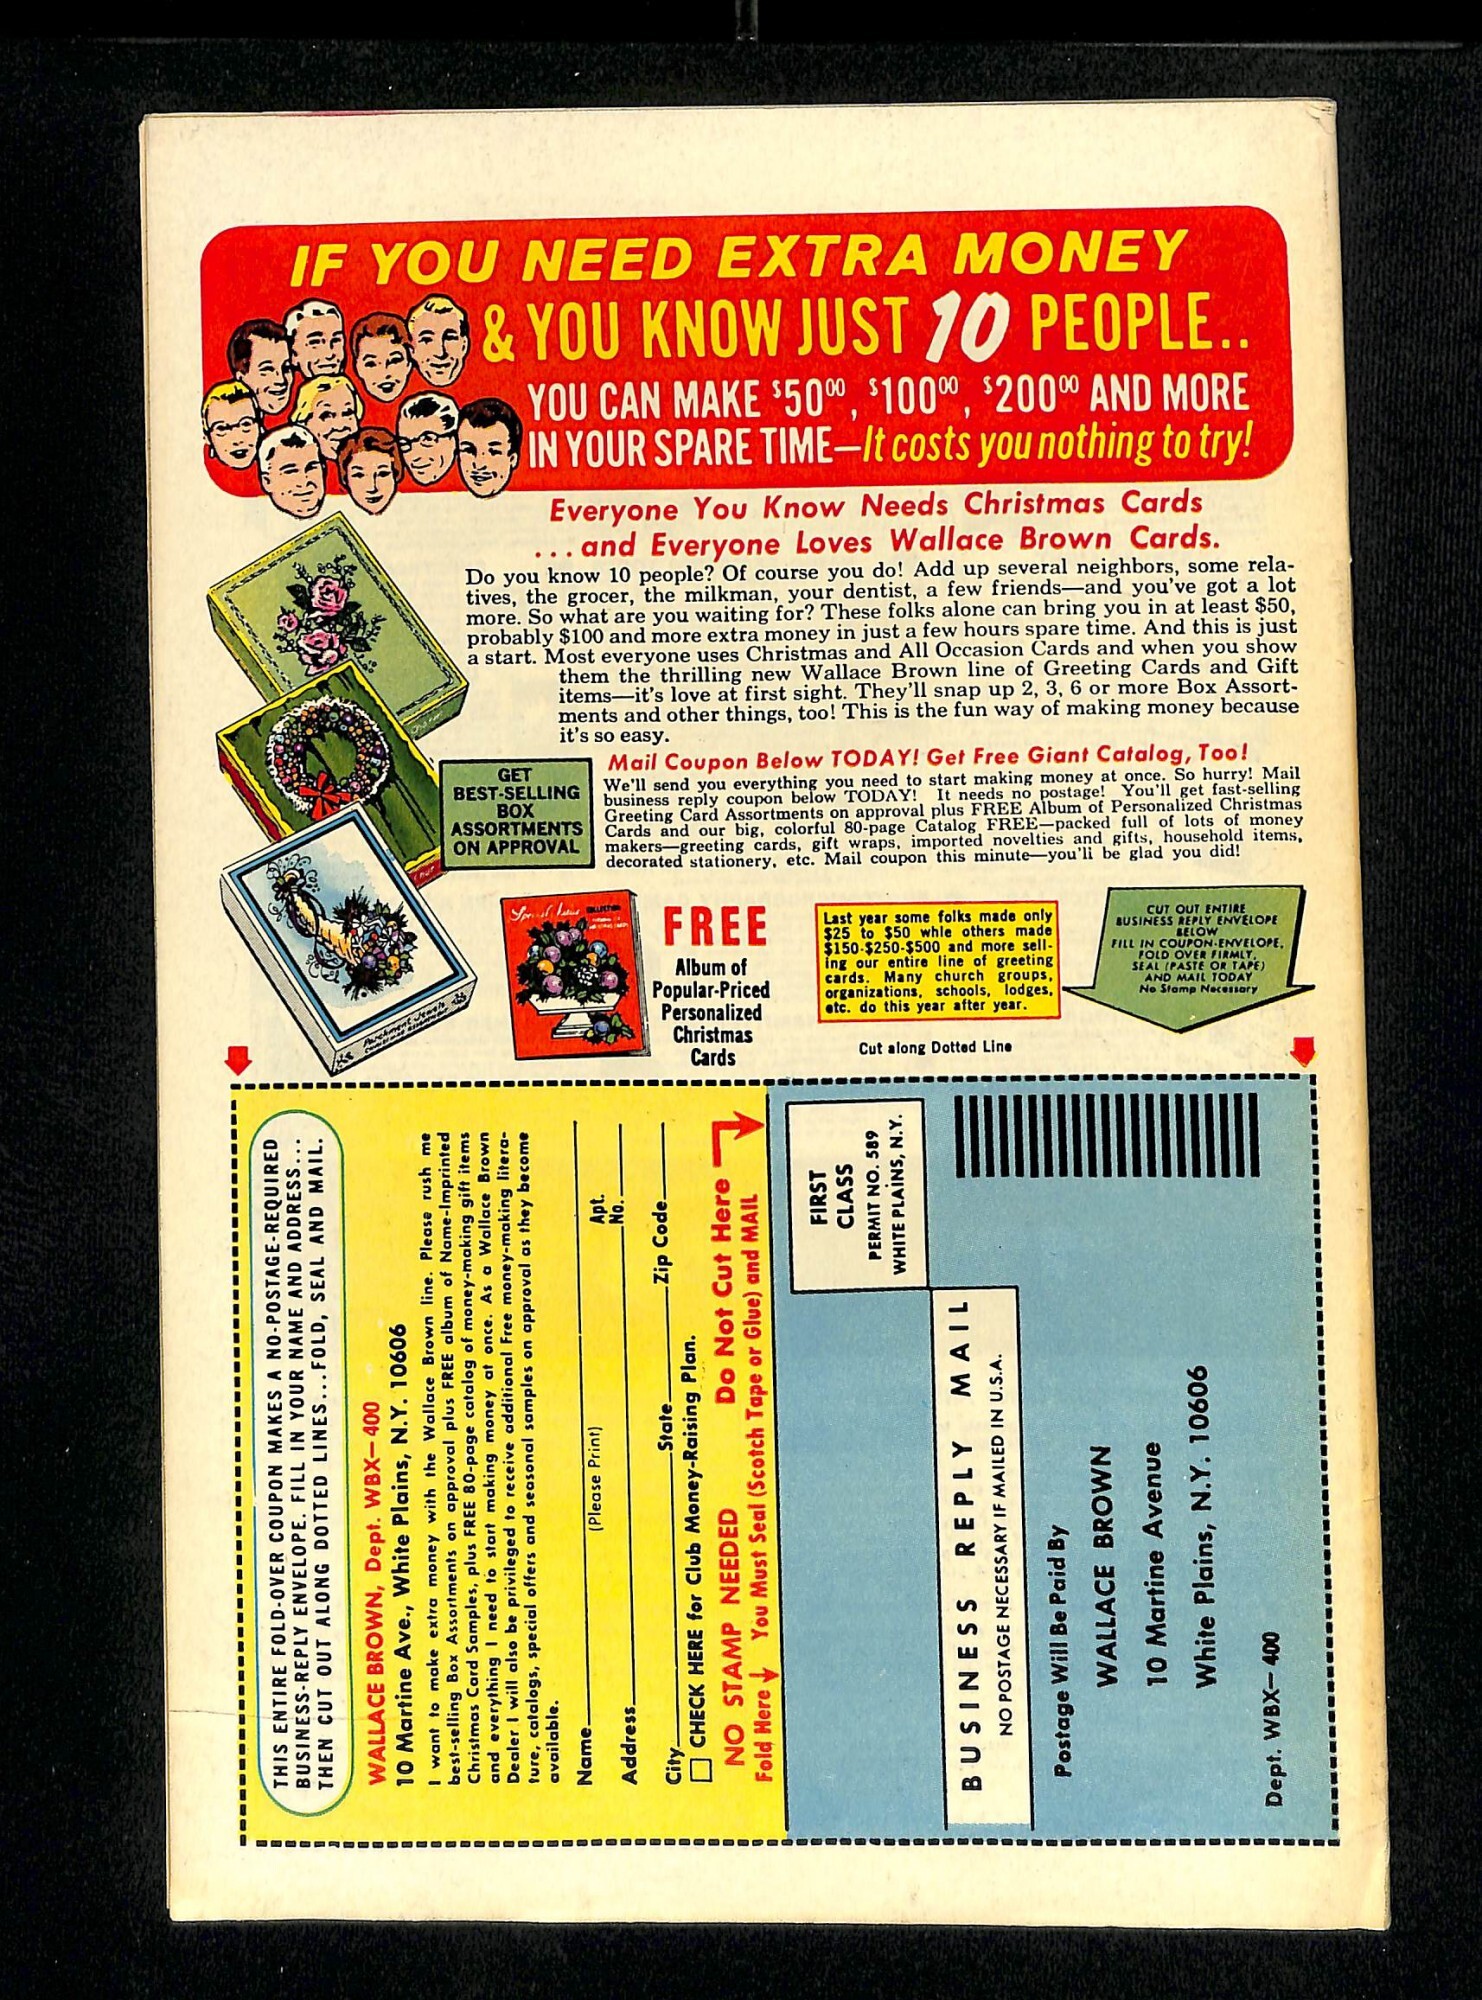 IF YOU NEED EXTRA MONEY
& YOU KNOW JUST 10 PEOPLE..
YOU CAN MAKE $50⁰⁰, $100⁰⁰, $200⁰⁰ AND MORE
IN YOUR SPARE TIME—It costs you nothing to try!
Everyone You Know Needs Christmas Cards
...and Everyone Loves Wallace Brown Cards.
Do you know 10 people? Of course you do! Add up several neighbors, some rela-
tives, the grocer, the milkman, your dentist, a few friends—and you've got a lot
more. So what are you waiting for? These folks alone can bring you in at least $50,
probably $100 and more extra money in just a few hours spare time. And this is just
a start. Most everyone uses Christmas and All Occasion Cards and when you show
them the thrilling new Wallace Brown line of Greeting Cards and Gift
items—it's love at first sight. They'll snap up 2, 3, 6 or more Box Assort-
ments and other things, too! This is the fun way of making money because
it's so easy.
Mail Coupon Below TODAY! Get Free Giant Catalog, Too!
We'll send you everything you need to start making money at once. So hurry! Mail
business reply coupon below TODAY! It needs no postage! You'll get fast-selling
Greeting Card Assortments on approval plus FREE Album of Personalized Christmas
Cards and our big, colorful 80-page Catalog FREE—packed full of lots of money
makers—greeting cards, gift wraps, imported novelties and gifts, household items,
decorated stationery, etc. Mail coupon this minute—you'll be glad you did!
GET
BEST-SELLING
BOX
ASSORTMENTS
ON APPROVAL
Parchment Jewels
christmas assortment
COLLECTION
FREE
Album of
Popular-Priced
Personalized
Christmas
Cards
Last year some folks made only
$25 to $50 whle others made
$150-$250-$500 and more sell-
ing our entire line of greeting
cards. Many church groups,
organizations, schools, lodges,
etc. do this year after year.
Cut along Dotted Line
CUT OUT ENTIRE
BUSINESS REPLY ENVELOPE
BELOW
FILL IN COUPON-ENVELOPE,
FOLD OVER FIRMLY,
SEAL (PASTE OR TAPE)
AND MAIL TODAY
No Stamp Necessary
THIS ENTIRE FOLD-OVER COUPON MAKES A NO-POSTAGE-REQUIRED
BUSINESS-REPLY ENVELOPE. FILL IN YOUR NAME AND ADDRESS...
THEN CUT OUT ALONG DOTTED LINES...FOLD, SEAL AND MAIL.
WALLACE BROWN, Dept. WBX—400
10 Martine Ave., White Plains, N.Y. 10606
I want to make extra money with the Wallace Brown line. Please rush me
best-selling Box Assortments on approval plus FREE album of Name-Imprinted
Christmas Card Samples, plus FREE 80-page catalog of money-making gift items
and everything I need to start making money at once. As a Wallace Brown
Dealer I will also be privileged to receive additional Free money-making litera-
ture, catalogs, special offers and seasonal samples on approval as they become
available.
Name
(Please Print)
Address Apt. No.
City State Zip Code
CHECK HERE for Club Money-Raising Plan.
NO STAMP NEEDED Do Not Cut Here
Fold Here You Must Seal (Scotch Tape or Glue) and MAIL
FIRST
CLASS
PERMIT NO. 589
WHITE PLAINS, N.Y.
BUSINESS REPLY MAIL
NO POSTAGE NECESSARY IF MAILED IN U.S.A.
Postage Will Be Paid By
WALLACE BROWN
10 Martine Avenue
White Plains, N.Y. 10606
Dept. WBX—400